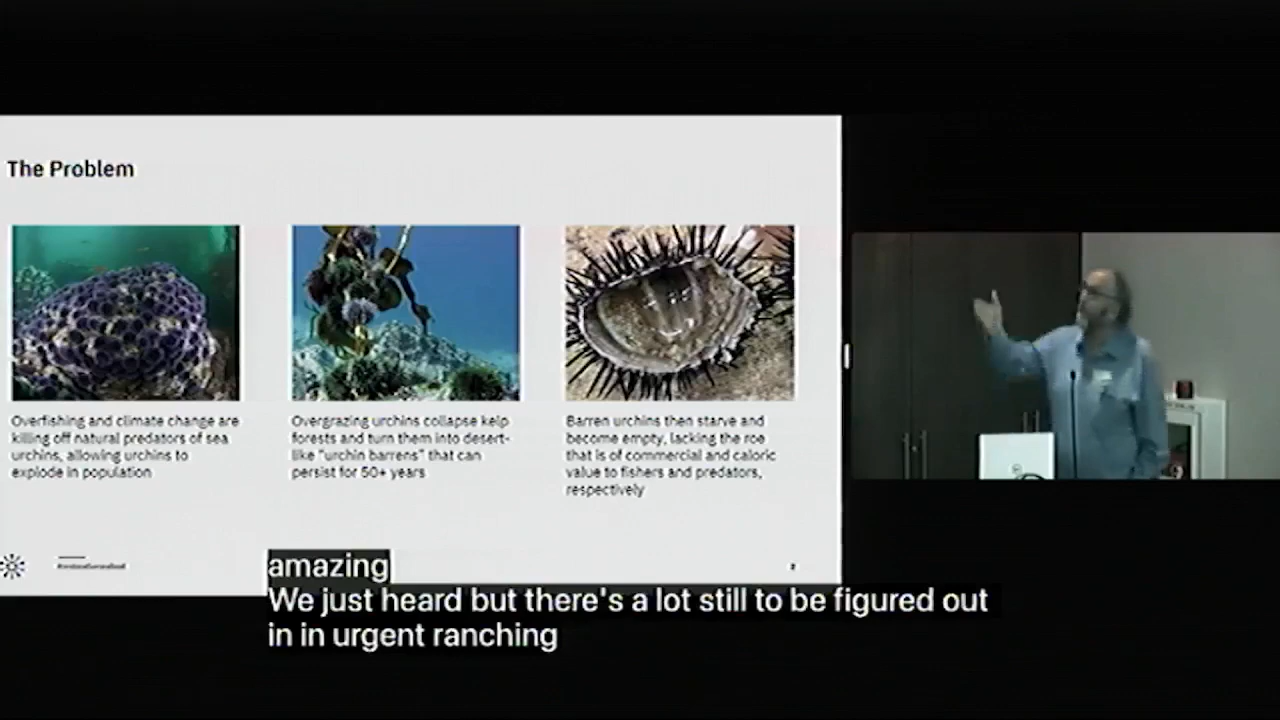 The Problem
Overfishing and climate change are
killing off natural predators of sea
urchins, allowing urchins to
explode in population
Overgrazing urchins collapse kelp
forests and turn them into desert-
like "urchin barrens" that can
persist for 50+ years
Barren urchins then starve and
become empty, lacking the roe
that is of commercial and caloric
value to fishers and predators,
respectively
amazing
We just heard but there's a lot still to be figured out
in in urgent ranching